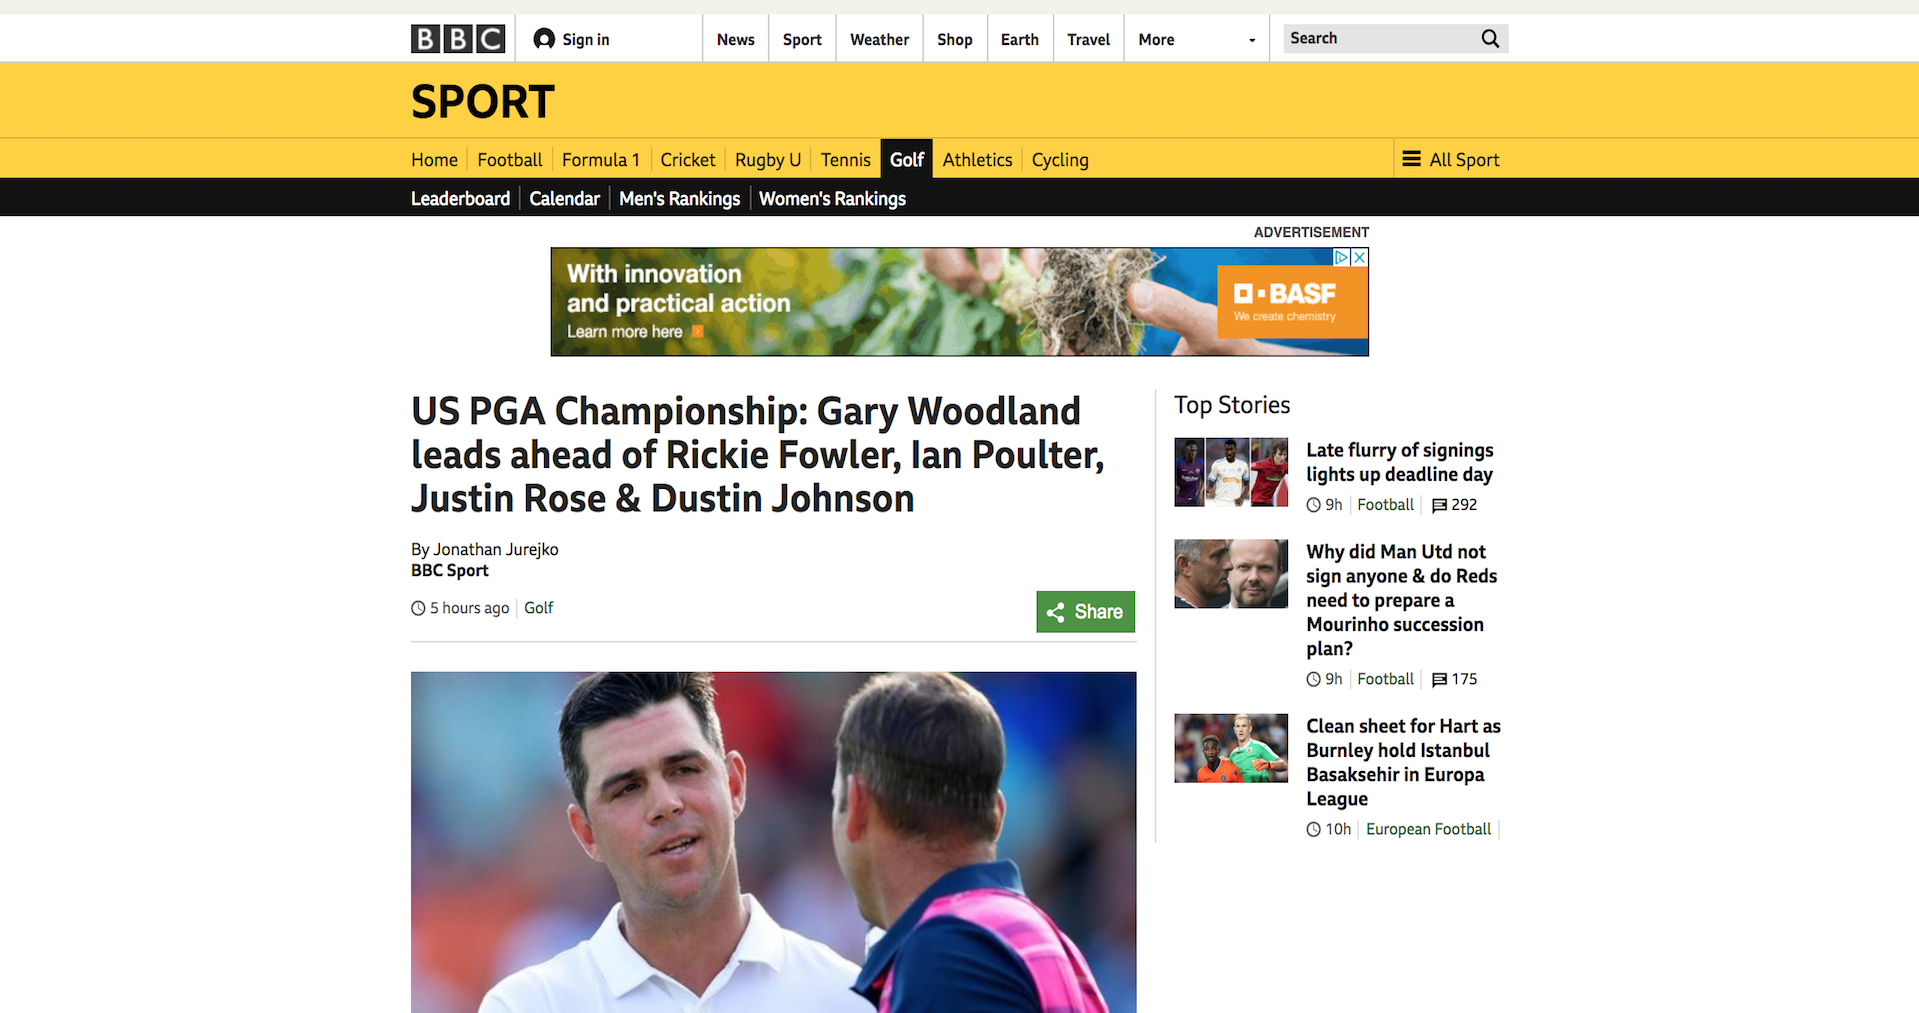 BBC
Sign in
News
Sport
Weather
Shop
Earth
Travel
More
Search
SPORT
Home
Football
Formula 1
Cricket
Rugby U
Tennis
Golf
Athletics
Cycling
All Sport
Leaderboard
Calendar
Men's Rankings
Women's Rankings
ADVERTISEMENT
With innovation
and practical action
Learn more here
BASF
We create chemistry
US PGA Championship: Gary Woodland
leads ahead of Rickie Fowler, Ian Poulter,
Justin Rose & Dustin Johnson
By Jonathan Jurejko
BBC Sport
5 hours ago
Golf
Share
Top Stories
Late flurry of signings
lights up deadline day
9h
Football
292
Why did Man Utd not
sign anyone & do Reds
need to prepare a
Mourinho succession
plan?
9h
Football
175
Clean sheet for Hart as
Burnley hold Istanbul
Basaksehir in Europa
League
10h
European Football